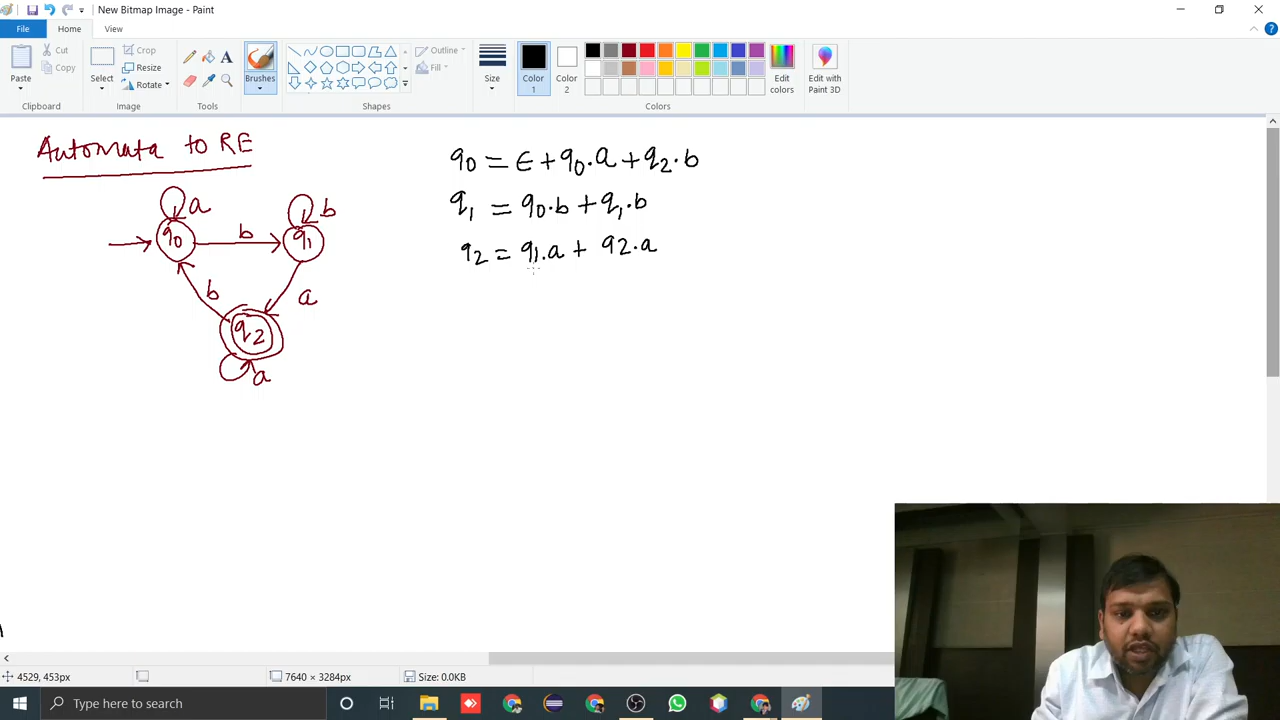 New Bitmap Image - Paint
File Home View
Paste
Cut
Copy
Clipboard
Select
Crop
Resize
Rotate
Image
Tools
Brushes
Shapes
Outline
Fill
Size
Color 1
Color 2
Edit colors
Colors
Edit with Paint 3D
Automata to RE
q0 = ∈ + q0.a + q2.b
q1 = q0.b + q1.b
q2 = q1.a + q2.a
a
b
q0
b
q1
b
a
q2
a
4529, 453px
7640 × 3284px
Size: 0.0KB
100%
Type here to search